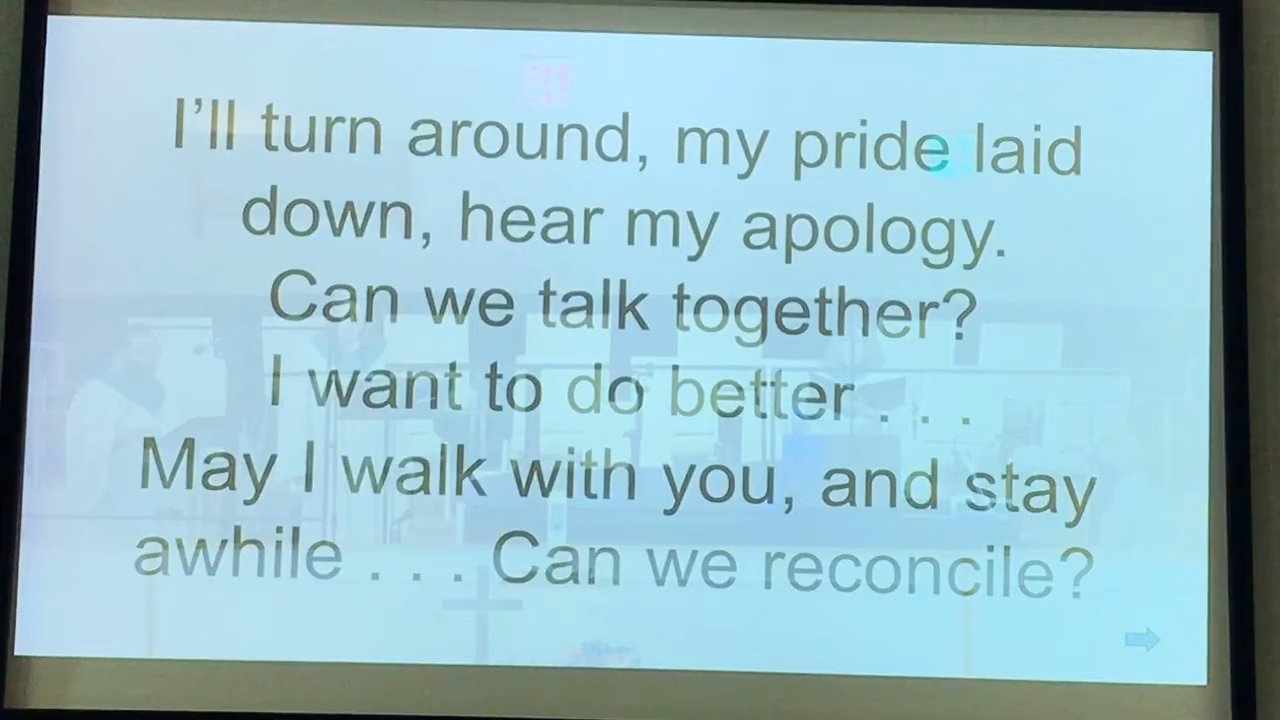 I’ll turn around, my pride laid
down, hear my apology.
Can we talk together?
I want to do better . . .
May I walk with you, and stay
awhile . . . Can we reconcile?